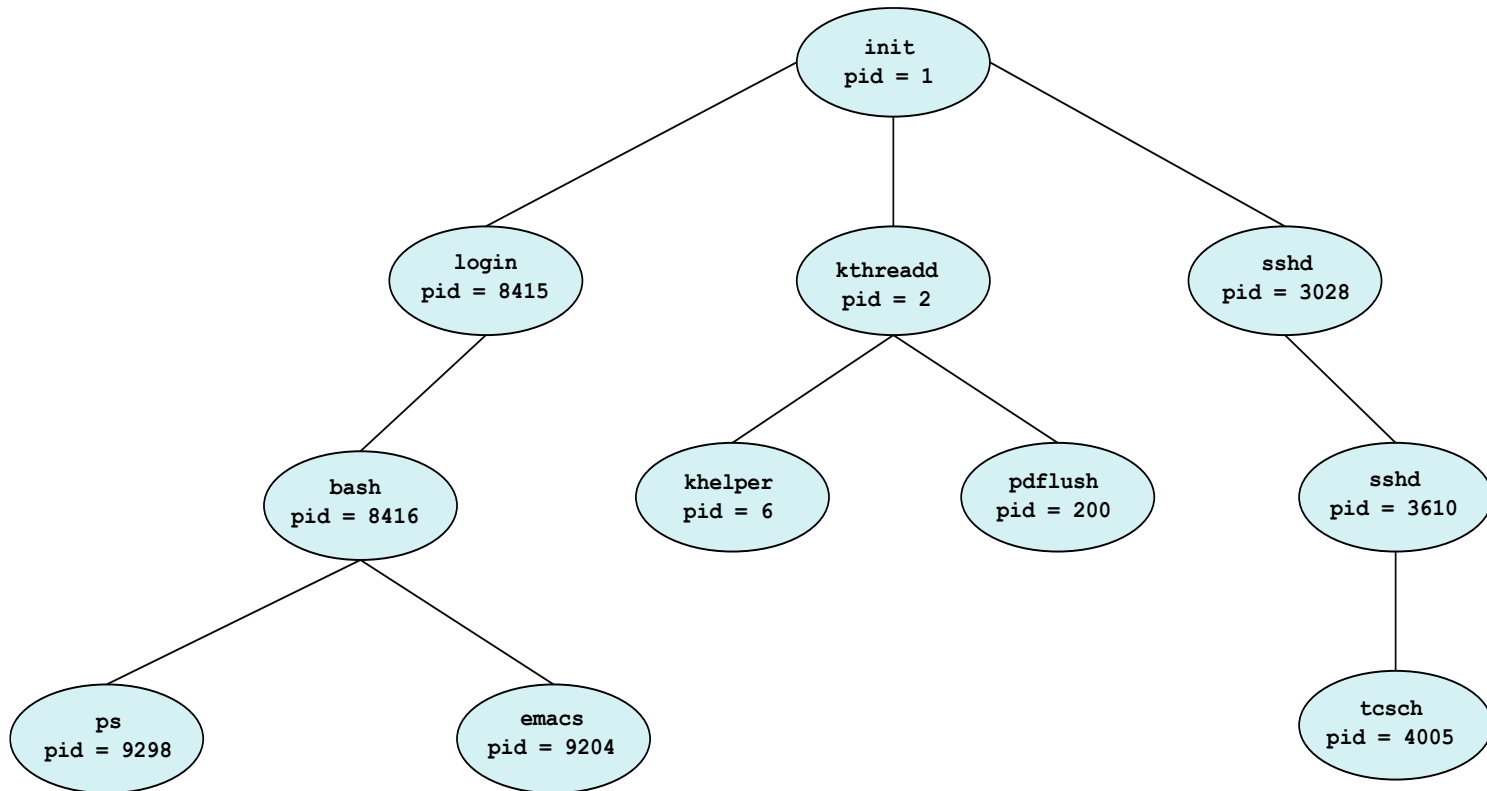 init
pid = 1
login
pid = 8415
kthreadd
pid = 2
sshd
pid = 3028
bash
pid = 8416
khelper
pid = 6
pdflush
pid = 200
sshd
pid = 3610
ps
pid = 9298
emacs
pid = 9204
tcsch
pid = 4005